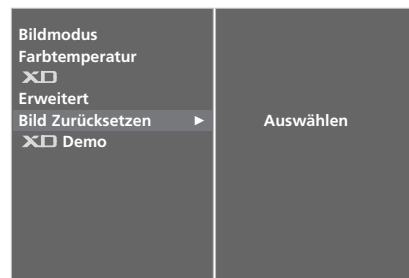 Bildmodus
Farbtemperatur
XD
Erweitert
Bild Zurücksetzen ► Auswählen
XD Demo